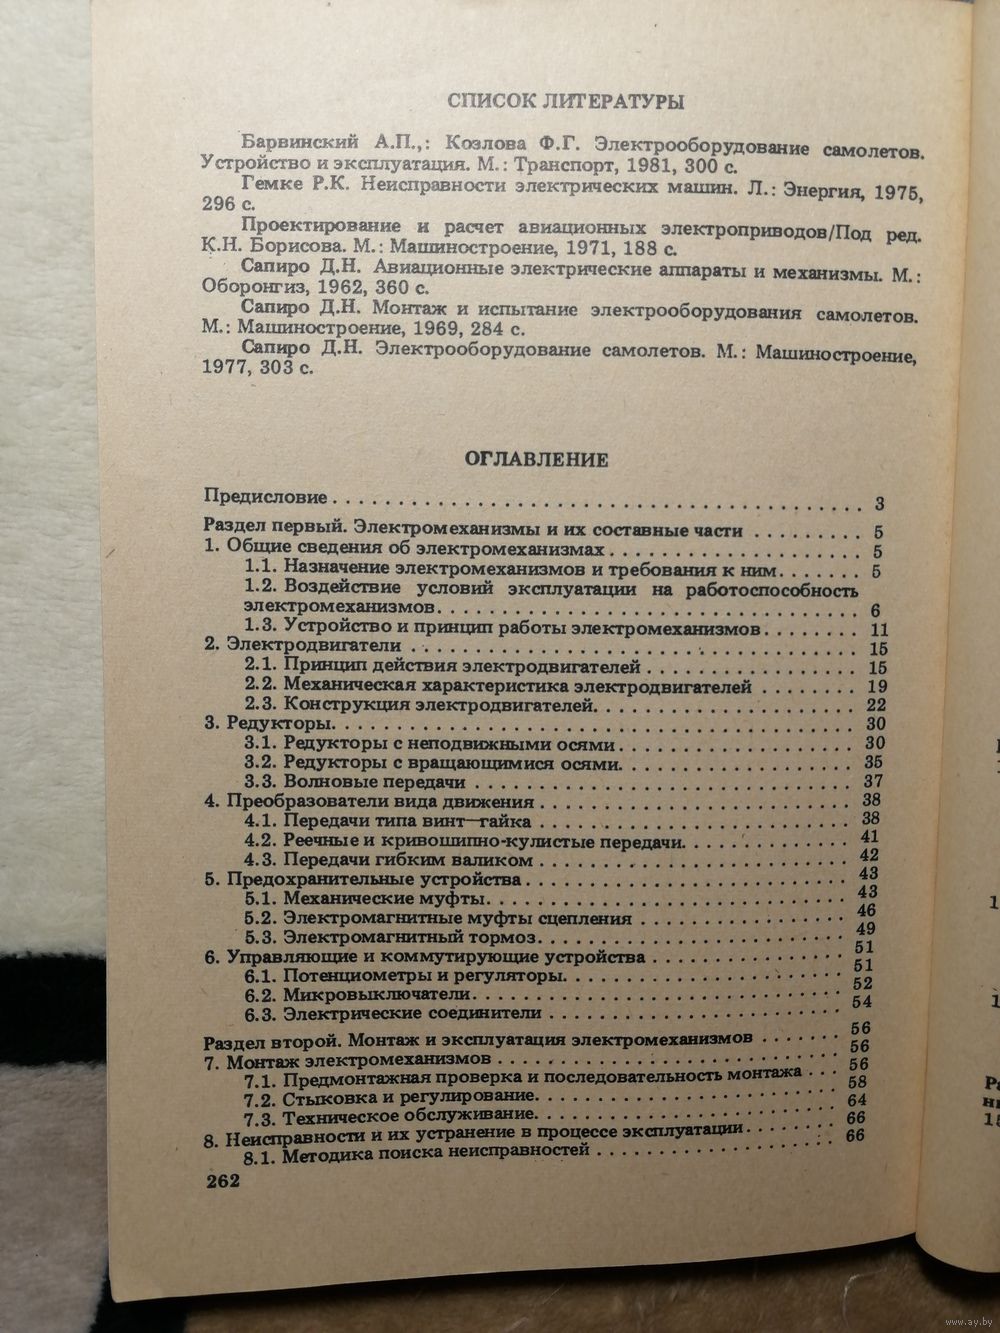 СПИСОК ЛИТЕРАТУРЫ
Барвинский А.П.,: Козлова Ф.Г. Электрооборудование самолетов.
Устройство и эксплуатация. М.: Транспорт, 1981, 300 с.
Гемке Р.К. Неисправности электрических машин. Л.: Энергия, 1975,
296 с.
Проектирование и расчет авиационных электроприводов/Под ред.
К.Н. Борисова. М.: Машиностроение, 1971, 188 с.
Сапиро Д.Н. Авиационные электрические аппараты и механизмы. М.:
Оборонгиз, 1962, 360 с.
Сапиро Д.Н. Монтаж и испытание электрооборудования самолетов.
М.: Машиностроение, 1969, 284 с.
Сапиро Д.Н. Электрооборудование самолетов. М.: Машиностроение,
1977, 303 с.
ОГЛАВЛЕНИЕ
Предисловие . . . . . . . . . . 3
Раздел первый. Электромеханизмы и их составные части . . . . . . . . . 5
1. Общие сведения об электромеханизмах . . . . . . . . . . 5
1.1. Назначение электромеханизмов и требования к ним . . . . . . . 5
1.2. Воздействие условий эксплуатации на работоспособность
электромеханизмов . . . . . . . . . . 6
1.3. Устройство и принцип работы электромеханизмов . . . . . . . . 11
2. Электродвигатели . . . . . . . . . . 15
2.1. Принцип действия электродвигателей . . . . . . . . . . 15
2.2. Механическая характеристика электродвигателей . . . . . . . . 19
2.3. Конструкция электродвигателей . . . . . . . . . . 22
3. Редукторы . . . . . . . . . . 30
3.1. Редукторы с неподвижными осями . . . . . . . . . . 30
3.2. Редукторы с вращающимися осями . . . . . . . . . . 35
3.3. Волновые передачи . . . . . . . . . . 37
4. Преобразователи вида движения . . . . . . . . . . 38
4.1. Передачи типа винт—гайка . . . . . . . . . . 38
4.2. Реечные и кривошипно-кулистые передачи . . . . . . . . . . 41
4.3. Передачи гибким валиком . . . . . . . . . . 42
5. Предохранительные устройства . . . . . . . . . . 43
5.1. Механические муфты . . . . . . . . . . 43
5.2. Электромагнитные муфты сцепления . . . . . . . . . . 46
5.3. Электромагнитный тормоз . . . . . . . . . . 49
6. Управляющие и коммутирующие устройства . . . . . . . . . . 51
6.1. Потенциометры и регуляторы . . . . . . . . . . 51
6.2. Микровыключатели . . . . . . . . . . 52
6.3. Электрические соединители . . . . . . . . . . 54
Раздел второй. Монтаж и эксплуатация электромеханизмов . . . . . . . 56
7. Монтаж электромеханизмов . . . . . . . . . . 56
7.1. Предмонтажная проверка и последовательность монтажа . . . 56
7.2. Стыковка и регулирование . . . . . . . . . . 58
7.3. Техническое обслуживание . . . . . . . . . . 64
8. Неисправности и их устранение в процессе эксплуатации . . . . . . . . 66
8.1. Методика поиска неисправностей . . . . . . . . . . 66
262
www.ay.by